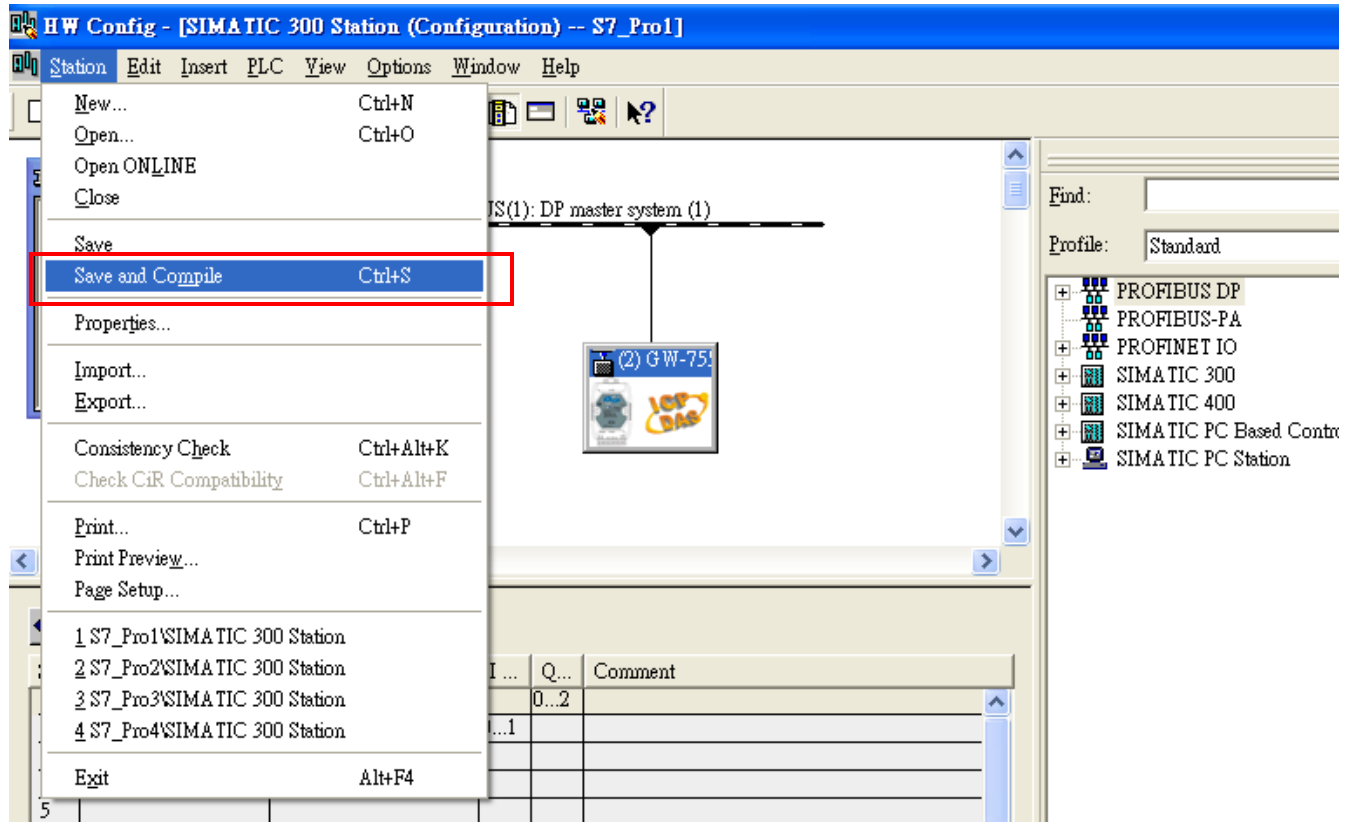 HW Config - [SIMATIC 300 Station (Configuration) -- S7_Pro1]
Station Edit Insert PLC View Options Window Help
New... Ctrl+N
Open... Ctrl+O
Open ONLINE
Close
Save
Save and Compile Ctrl+S
Properties...
Import...
Export...
Consistency Check Ctrl+Alt+K
Check CiR Compatibility Ctrl+Alt+F
Print... Ctrl+P
Print Preview...
Page Setup...
1 S7_Pro1\SIMATIC 300 Station
2 S7_Pro2\SIMATIC 300 Station
3 S7_Pro3\SIMATIC 300 Station
4 S7_Pro4\SIMATIC 300 Station
Exit Alt+F4
(1): DP master system (1)
(2) GW-75
ICP
DAS
Find:
Profile: Standard
PROFIBUS DP
PROFIBUS-PA
PROFINET IO
SIMATIC 300
SIMATIC 400
SIMATIC PC Based Contro
SIMATIC PC Station
I ... Q... Comment
0...2
...1
5